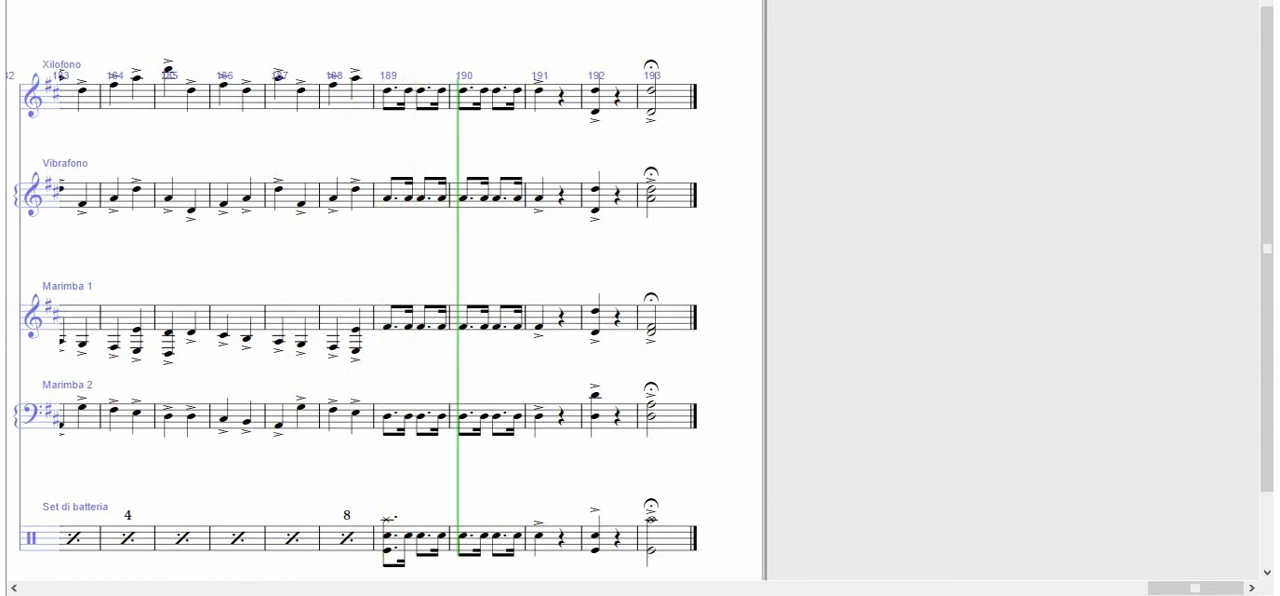 Xilofono
183 184 185 186 187 188 189 190 191 192 193
Vibrafono
Marimba 1
Marimba 2
Set di batteria
4 8